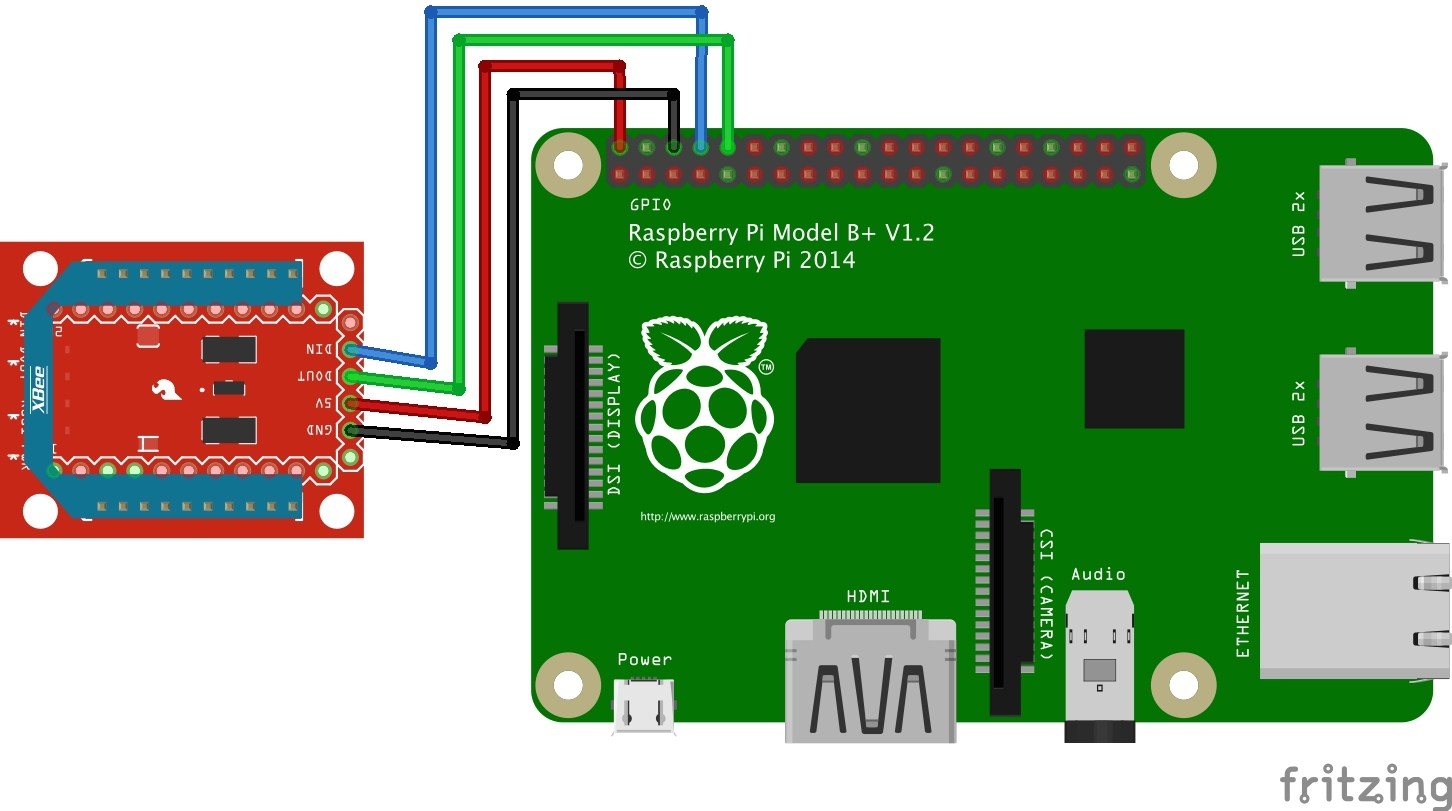 GPIO
Raspberry Pi Model B+ V1.2
© Raspberry Pi 2014
USB 2x
DIN
DOUT
5V
GND
XBee
DSI (DISPLAY)
TM
USB 2x
http://www.raspberrypi.org
CSI (CAMERA)
Audio
HDMI
ETHERNET
Power
fritzing